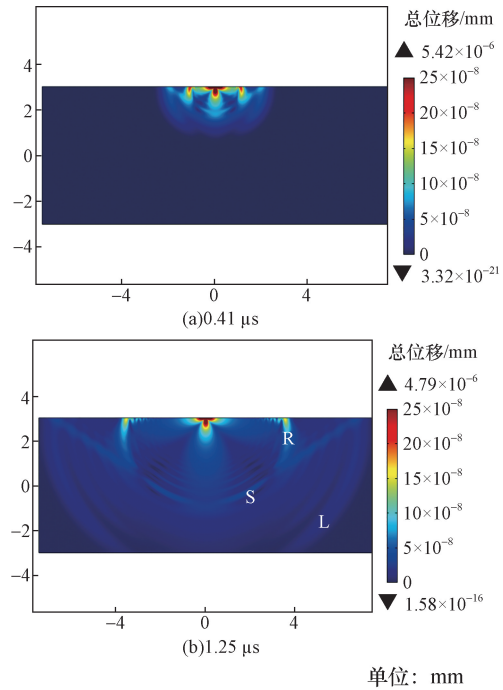 总位移/mm
▲ 5.42×10⁻⁶
25×10⁻⁸
20×10⁻⁸
15×10⁻⁸
10×10⁻⁸
5×10⁻⁸
0
▼ 3.32×10⁻²¹
4
2
0
−2
−4
−4 0 4
(a)0.41 μs
总位移/mm
▲ 4.79×10⁻⁶
25×10⁻⁸
20×10⁻⁸
15×10⁻⁸
10×10⁻⁸
5×10⁻⁸
0
▼ 1.58×10⁻¹⁶
4
2
0
−2
−4
R
S
L
−4 0 4
(b)1.25 μs
单位：mm